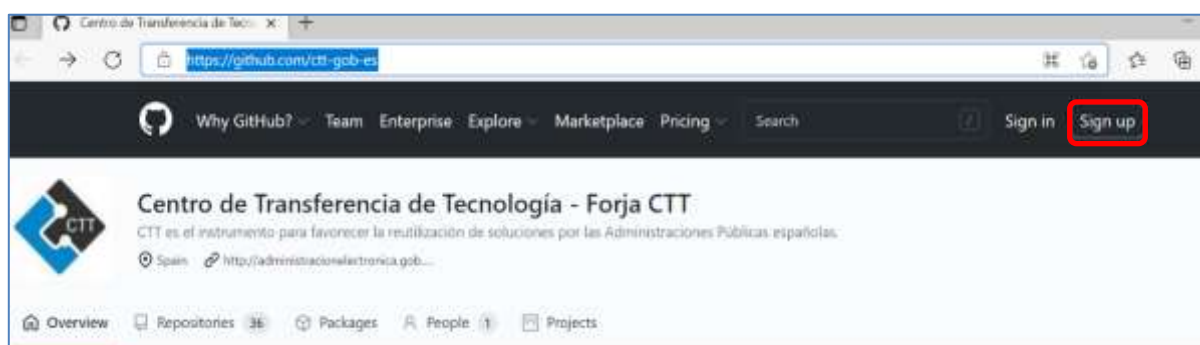 Centro de Transferencia de Tecno
https://github.com/ctt-gob-es
Why GitHub? Team Enterprise Explore Marketplace Pricing Search / Sign in Sign up
CTT
Centro de Transferencia de Tecnología - Forja CTT
CTT es el instrumento para favorecer la reutilización de soluciones por las Administraciones Públicas españolas.
Spain http://administracionelectronica.gob....
Overview Repositories 36 Packages People 1 Projects